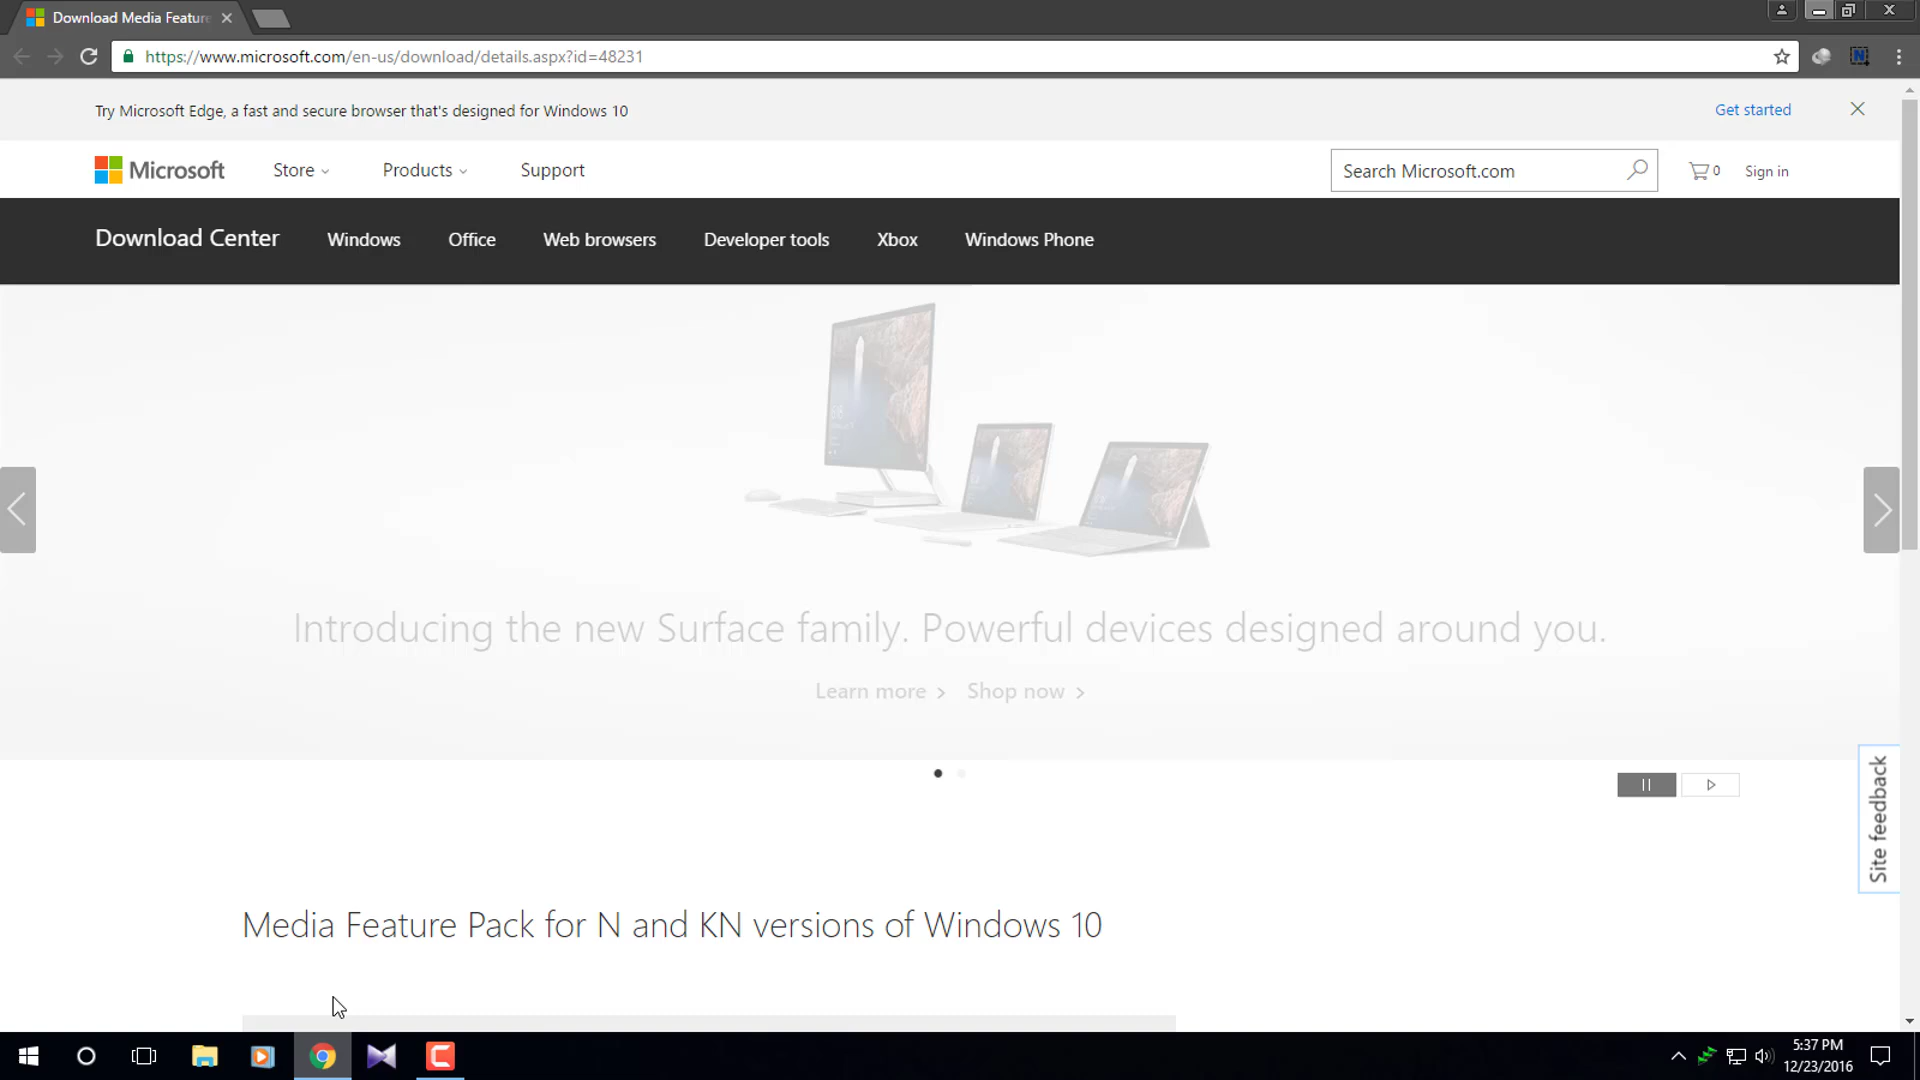 Download Media Feature
https://www.microsoft.com/en-us/download/details.aspx?id=48231
Try Microsoft Edge, a fast and secure browser that's designed for Windows 10
Get started
Microsoft
Store
Products
Support
Search Microsoft.com
0
Sign in
Download Center
Windows
Office
Web browsers
Developer tools
Xbox
Windows Phone
Introducing the new Surface family. Powerful devices designed around you.
Learn more
Shop now
Site feedback
Media Feature Pack for N and KN versions of Windows 10
5:37 PM
12/23/2016